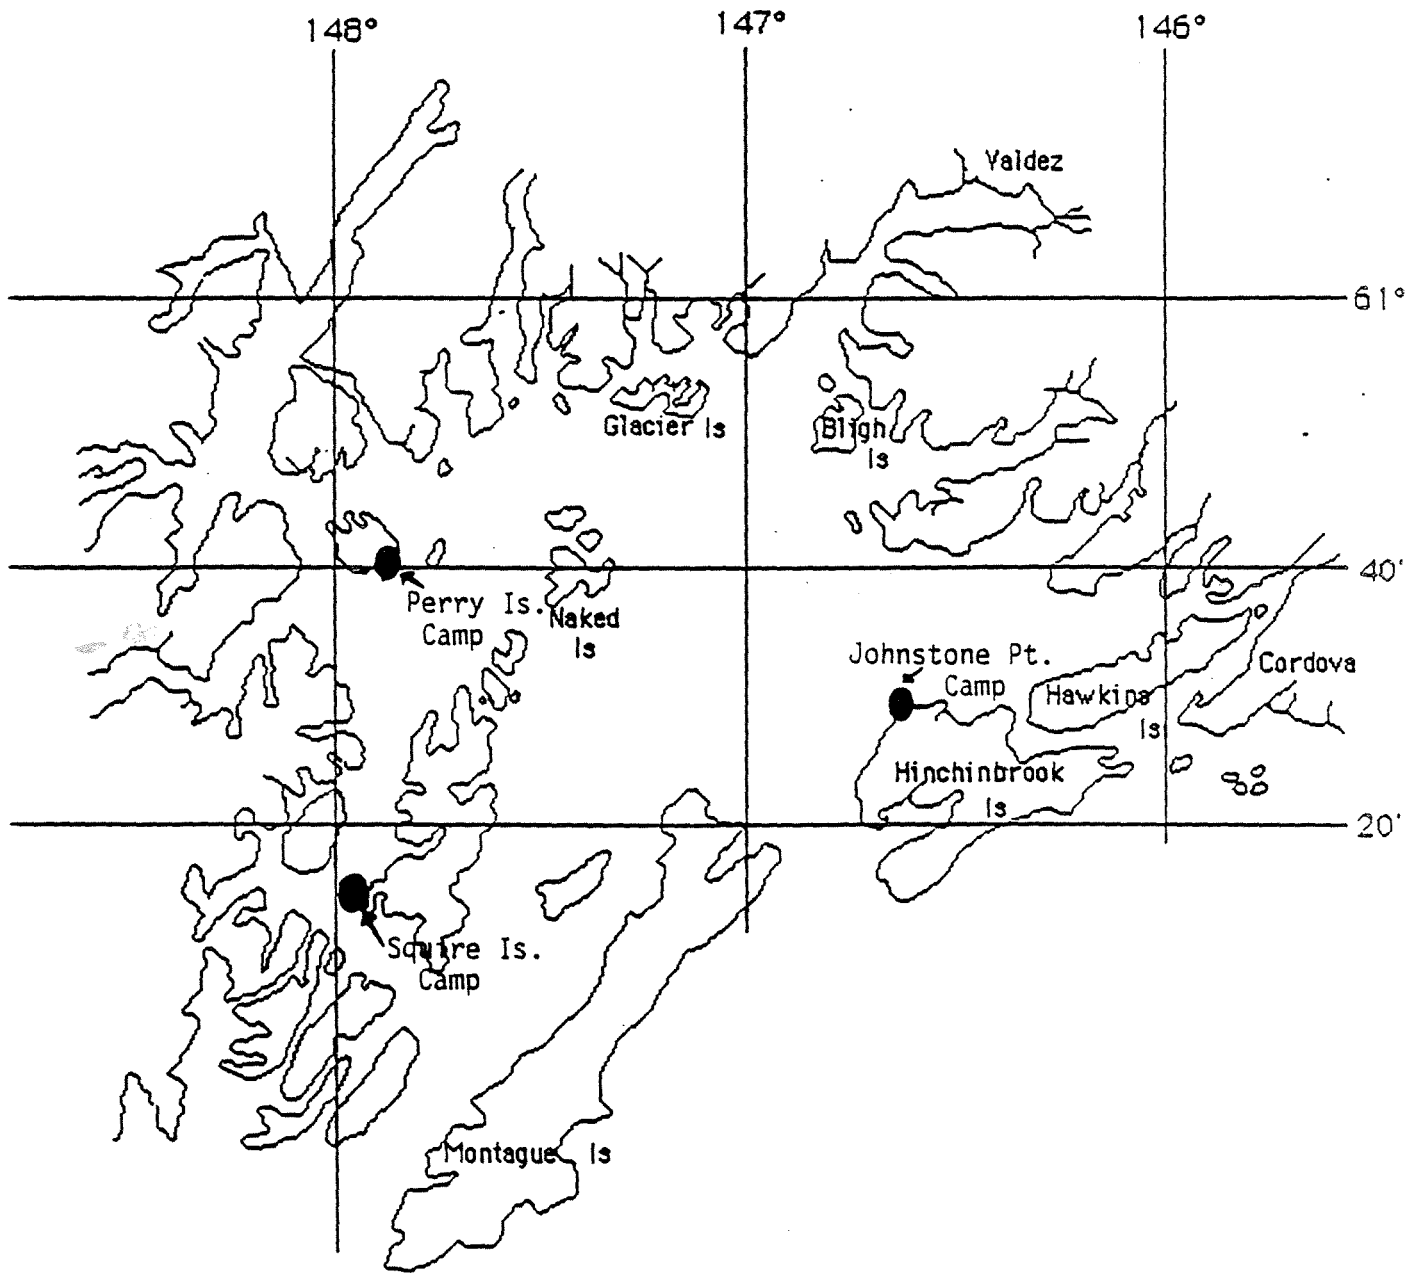 148°
147°
146°
Valdez
61°
Glacier Is
Bligh
Is
40'
Perry Is.
Camp
Naked
Is
Johnstone Pt.
Camp
Cordova
Hawkins
Is
Hinchinbrook
Is
20'
Squire Is.
Camp
Montague Is